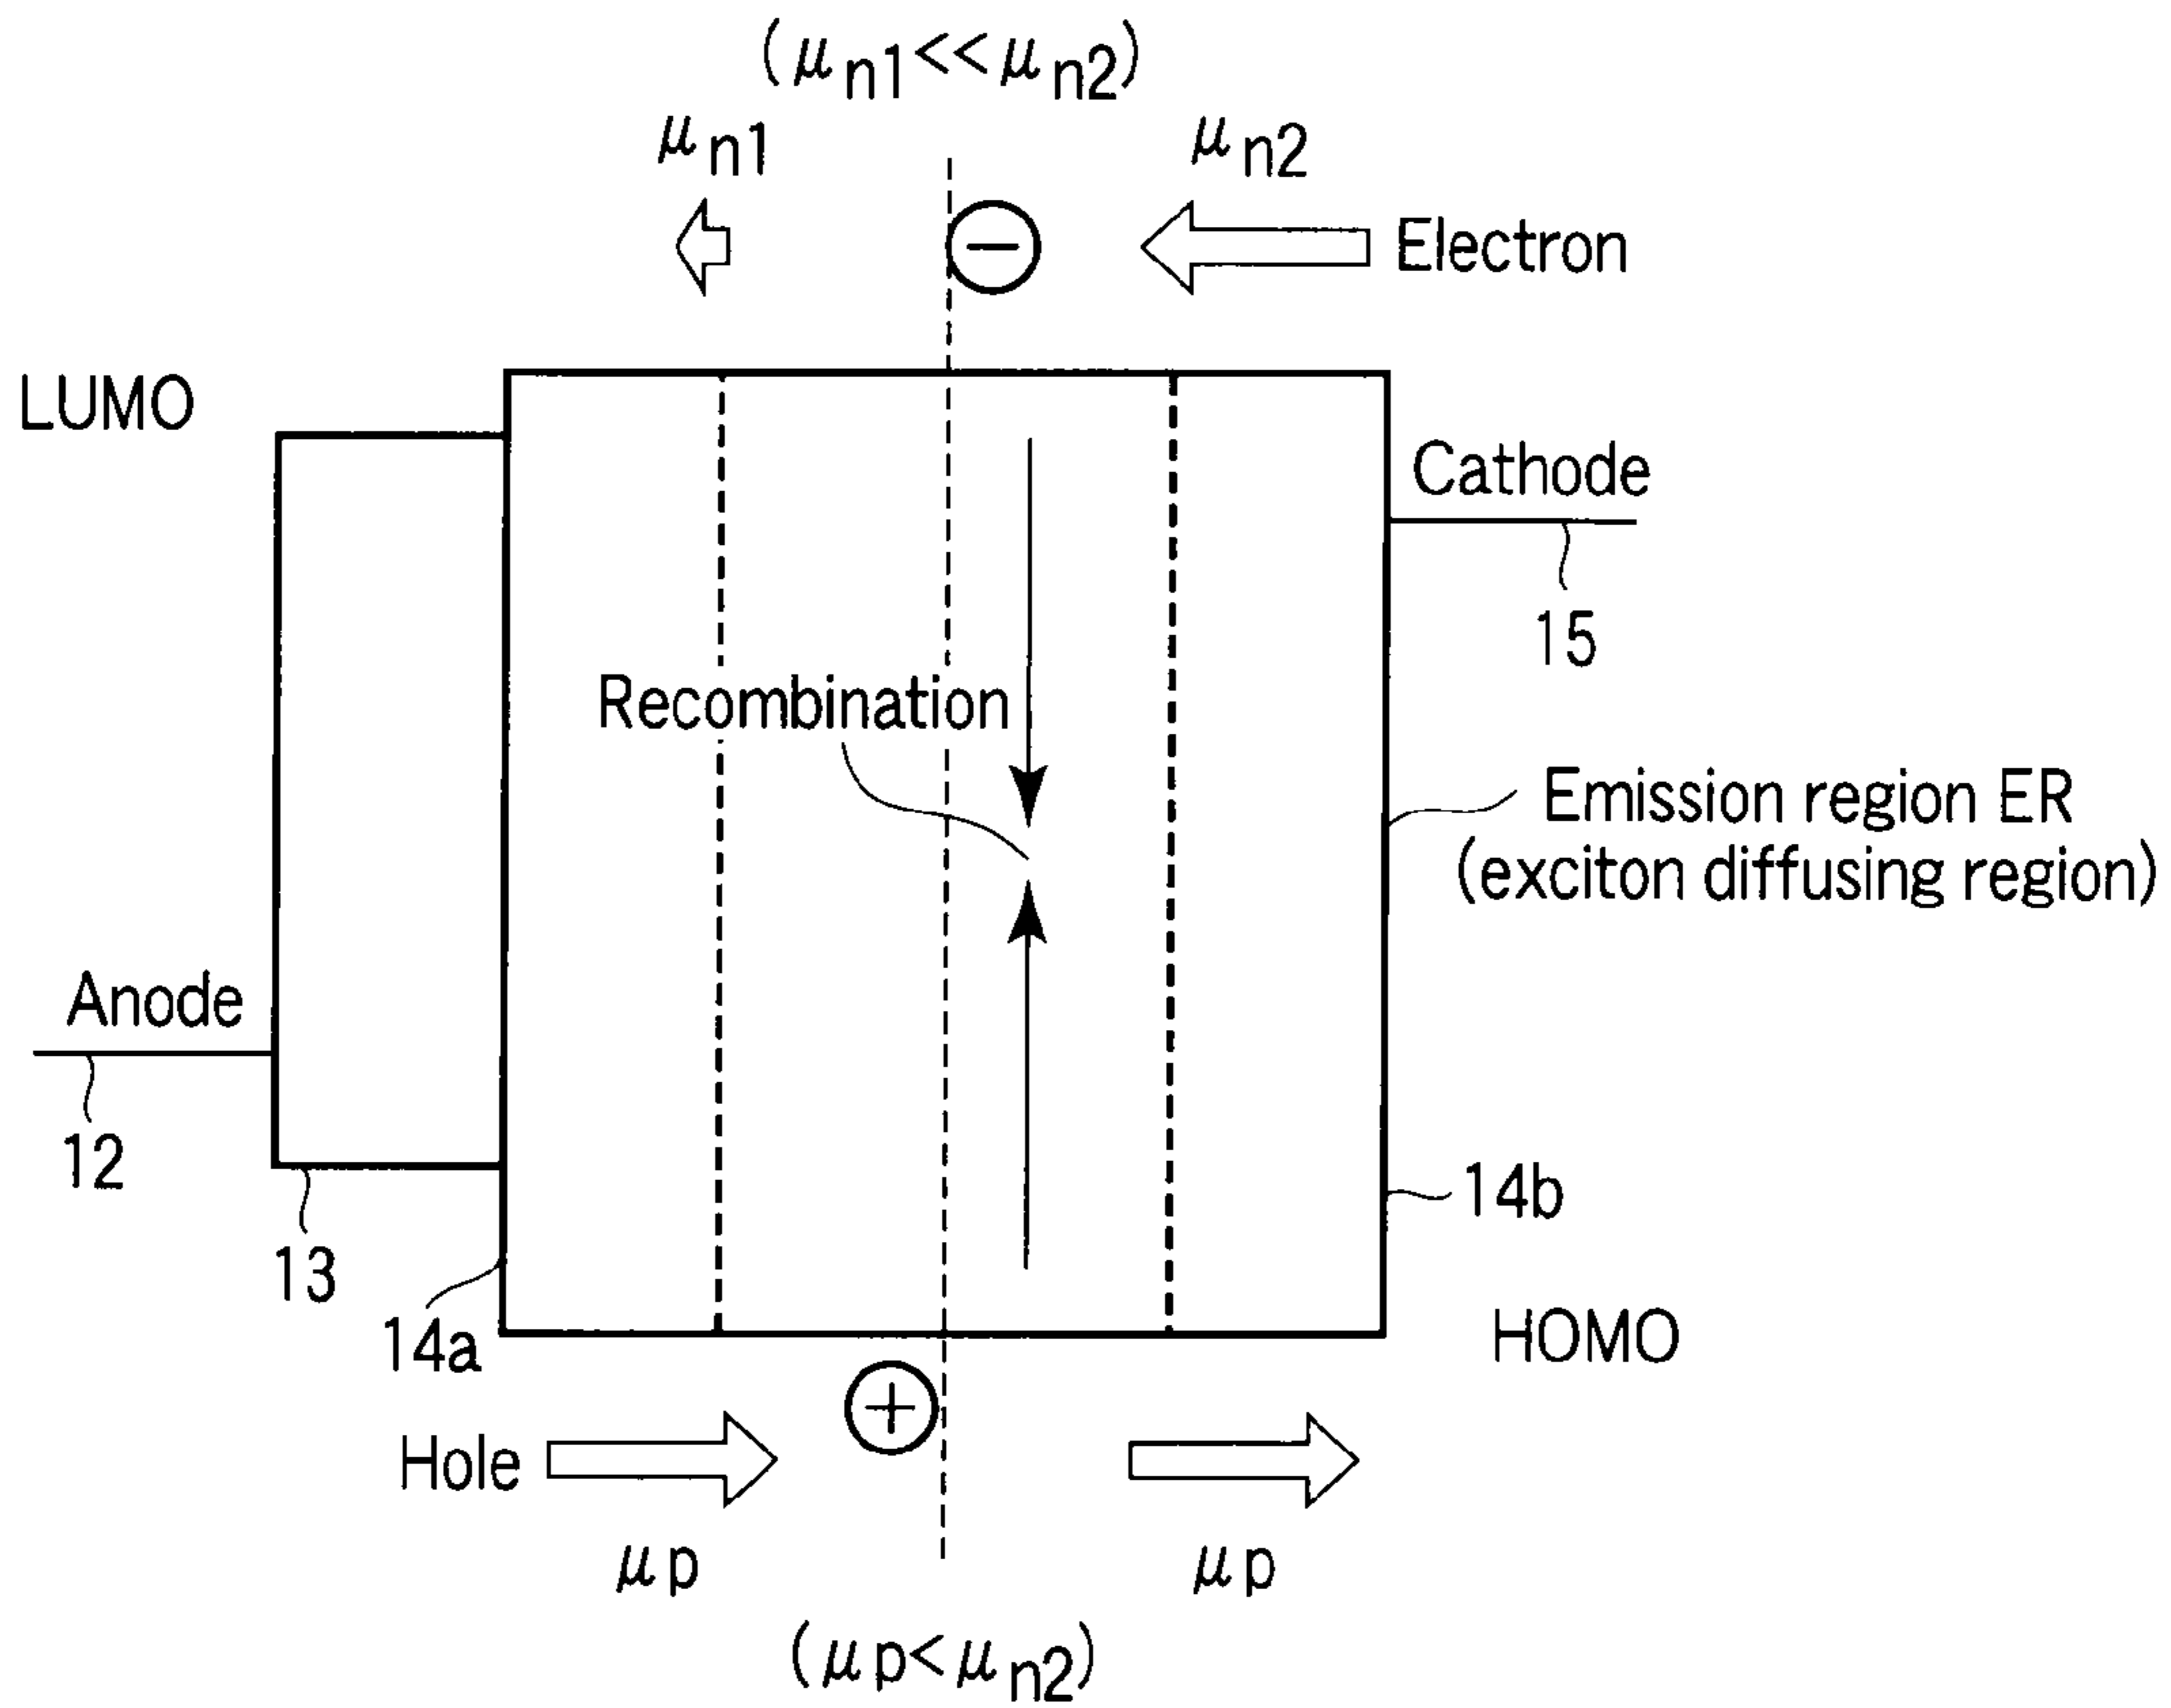 (μn1<<μn2)
μn1
μn2
Electron
LUMO
Cathode
15
Recombination
Emission region ER
(exciton diffusing region)
Anode
12
13
14b
14a
HOMO
Hole
μp
μp
(μp<μn2)